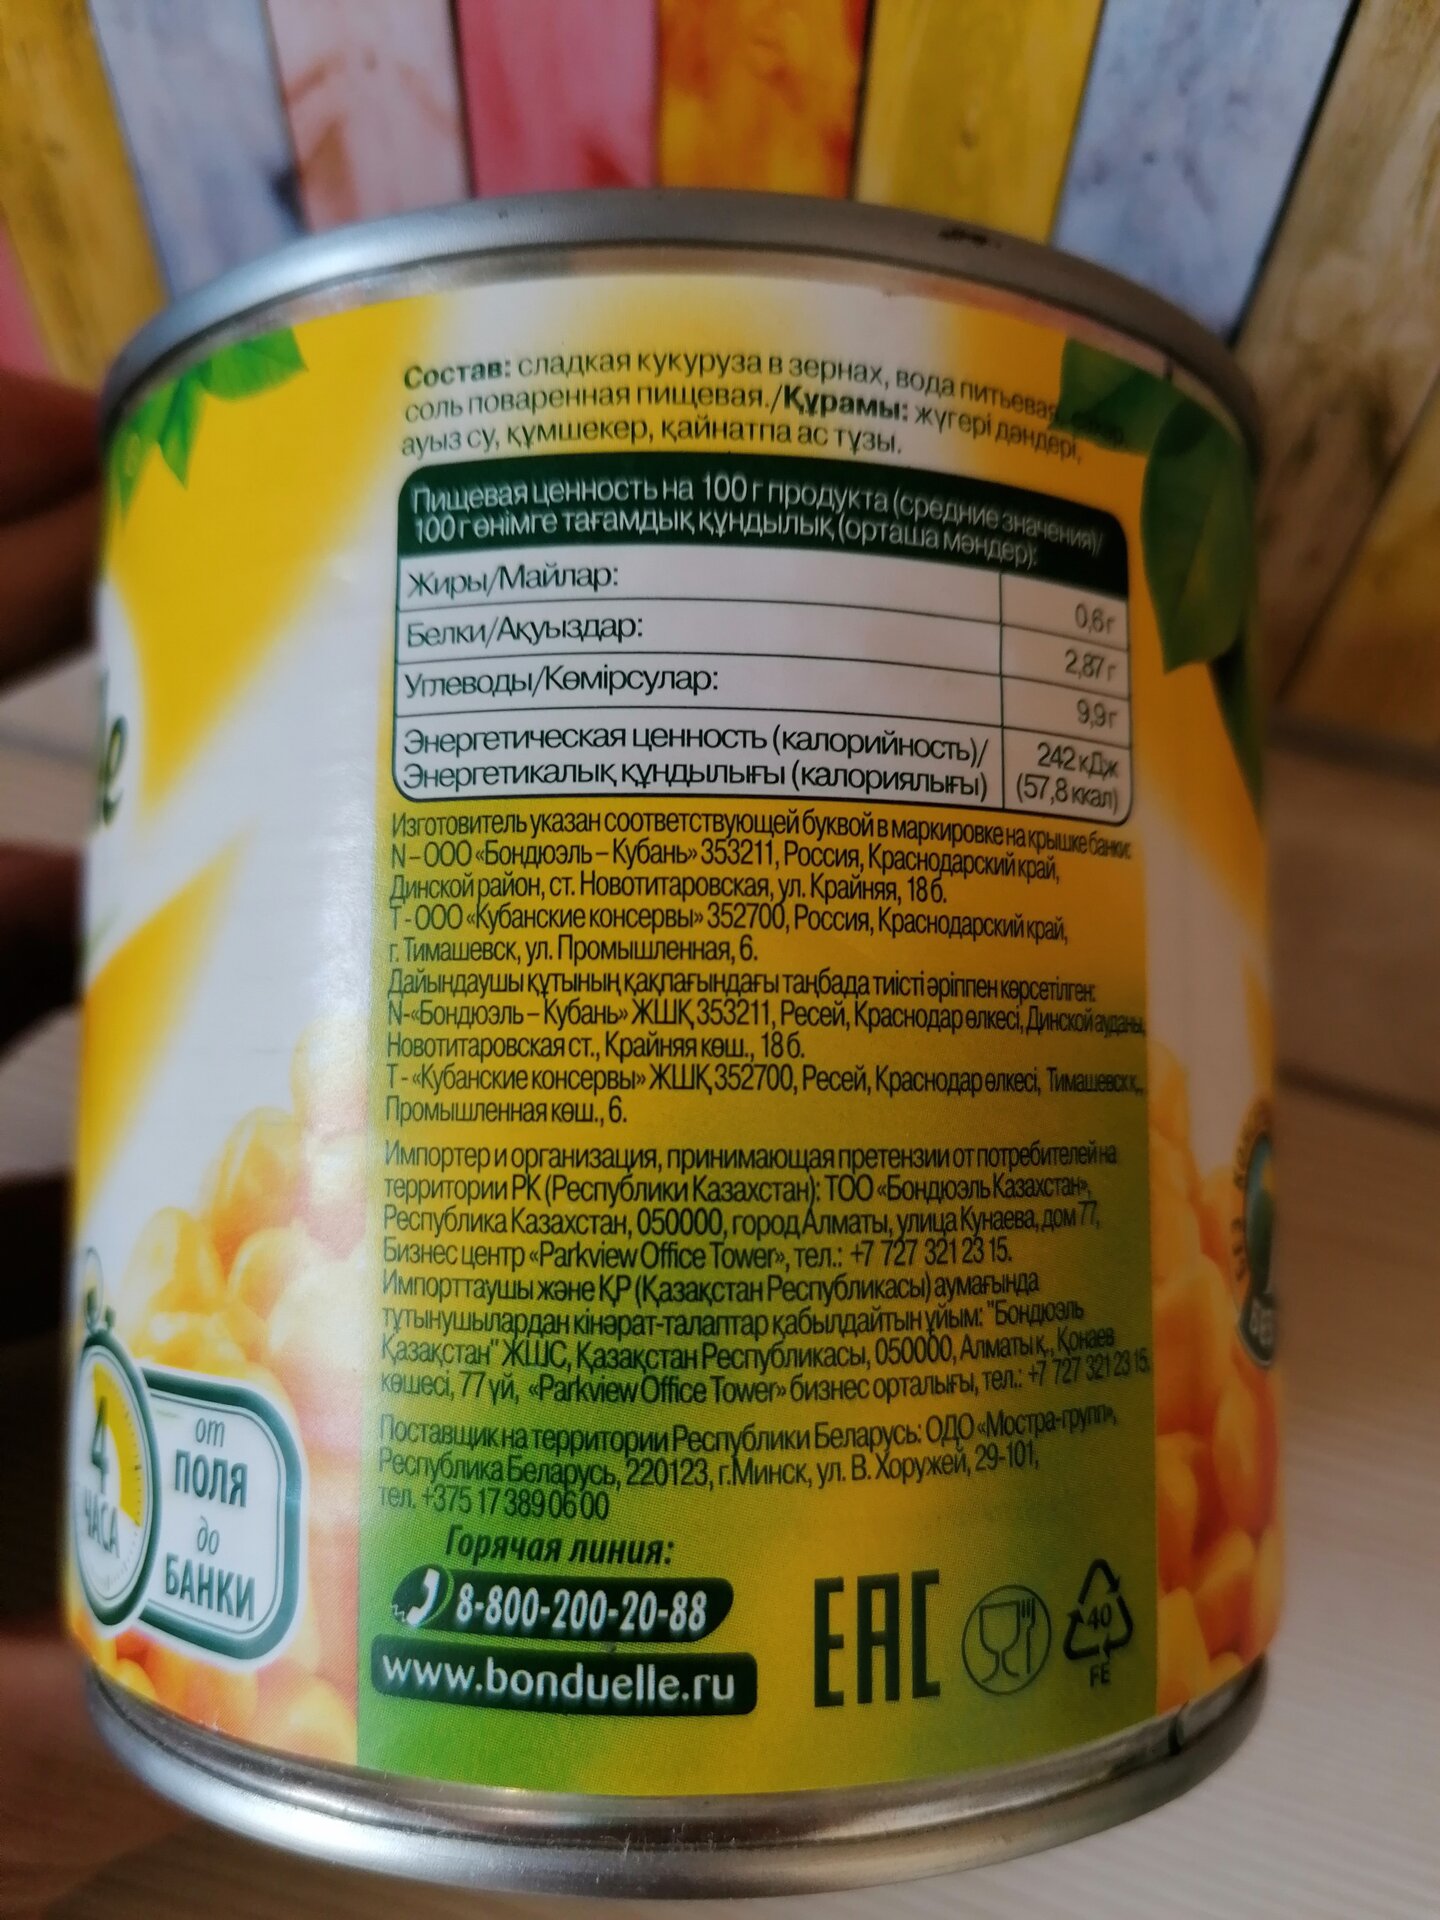 Состав: сладкая кукуруза в зернах, вода питьевая, сахар,
соль поваренная пищевая./Құрамы: жүгері дәндері,
ауыз су, құмшекер, қайнатпа ас тұзы.
Пищевая ценность на 100 г продукта (средние значения)/
100 г өнімге тағамдық құндылық (орташа мәндер):
Жиры/Майлар: 0,6 г
Белки/Ақуыздар: 2,87 г
Углеводы/Көмірсулар: 9,9 г
Энергетическая ценность (калорийность)/ 242 кДж
Энергетикалық құндылығы (калориялығы) (57,8 ккал)
Изготовитель указан соответствующей буквой в маркировке на крышке банки:
N – ООО «Бондюэль – Кубань» 353211, Россия, Краснодарский край,
Динской район, ст. Новотитаровская, ул. Крайняя, 18 б.
Т - ООО «Кубанские консервы» 352700, Россия, Краснодарский край,
г. Тимашевск, ул. Промышленная, 6.
Дайындаушы құтының қақпағындағы таңбада тиісті әріппен көрсетілген:
N-«Бондюэль – Кубань» ЖШҚ, 353211, Ресей, Краснодар өлкесі, Динской ауданы,
Новотитаровская ст., Крайняя көш., 18 б.
Т - «Кубанские консервы» ЖШҚ, 352700, Ресей, Краснодар өлкесі, Тимашевск қ.,
Промышленная көш., 6.
Импортер и организация, принимающая претензии от потребителей на
территории РК (Республики Казахстан): ТОО «Бондюэль Казахстан»,
Республика Казахстан, 050000, город Алматы, улица Кунаева, дом 77,
Бизнес центр «Parkview Office Tower», тел.: +7 727 321 23 15.
Импорттаушы және ҚР (Қазақстан Республикасы) аумағында
тұтынушылардан кінәрат-талаптар қабылдайтын ұйым: "Бондюэль
Қазақстан" ЖШС, Қазақстан Республикасы, 050000, Алматы қ., Қонаев
көшесі, 77 үй, «Parkview Office Tower» бизнес орталығы, тел.: +7 727 321 23 15.
Поставщик на территории Республики Беларусь: ОДО «Мостра-групп»,
Республика Беларусь, 220123, г.Минск, ул. В. Хоружей, 29-101,
тел. +375 17 389 06 00
Горячая линия:
8-800-200-20-88
www.bonduelle.ru
EAC
40
FE
4
ЧАСА
от
ПОЛЯ
до
БАНКИ